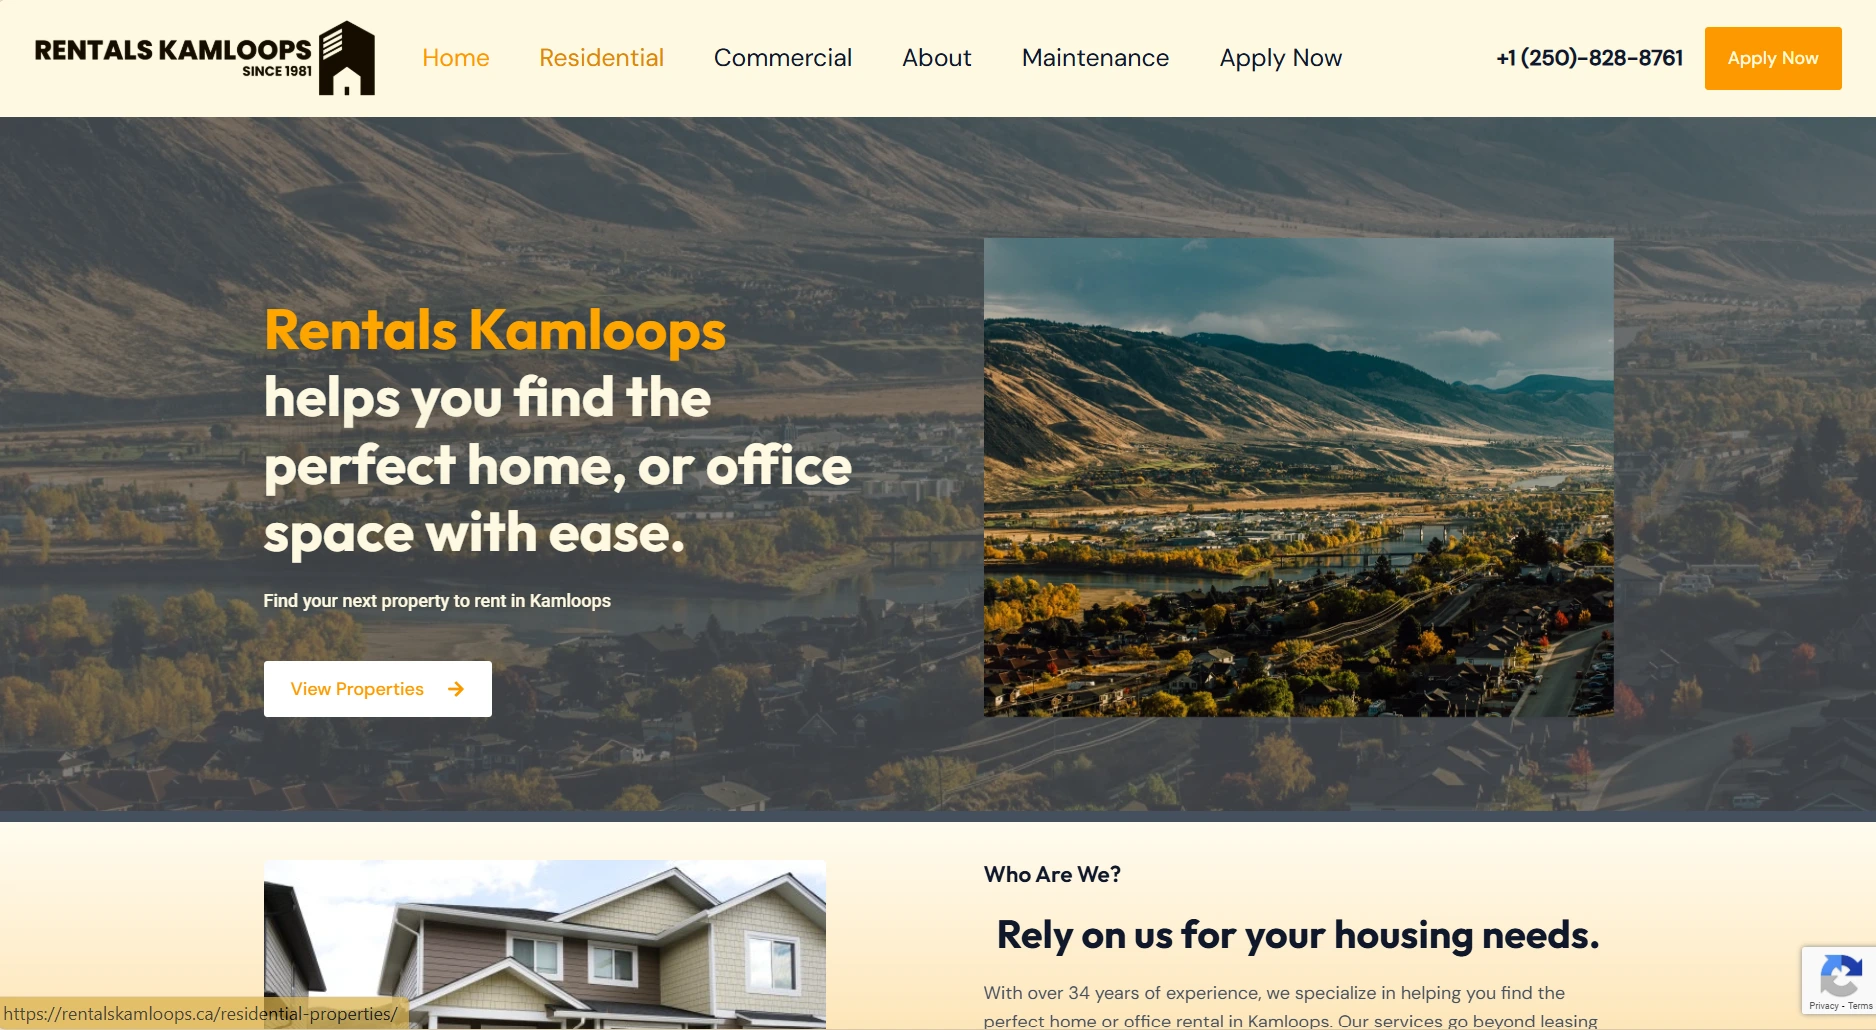 RENTALS KAMLOOPS
SINCE 1981
Home
Residential
Commercial
About
Maintenance
Apply Now
+1 (250)-828-8761
Apply Now
Rentals Kamloops
helps you find the
perfect home, or office
space with ease.
Find your next property to rent in Kamloops
View Properties
Who Are We?
Rely on us for your housing needs.
With over 34 years of experience, we specialize in helping you find the
perfect home or office rental in Kamloops. Our services go beyond leasing
Privacy - Terms
https://rentalskamloops.ca/residential-properties/